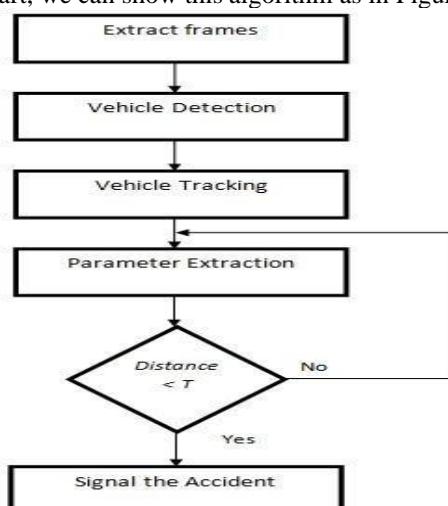 art, we can show this algorithm as in Figu
Extract frames
Vehicle Detection
Vehicle Tracking
Parameter Extraction
Distance
< T
No
Yes
Signal the Accident